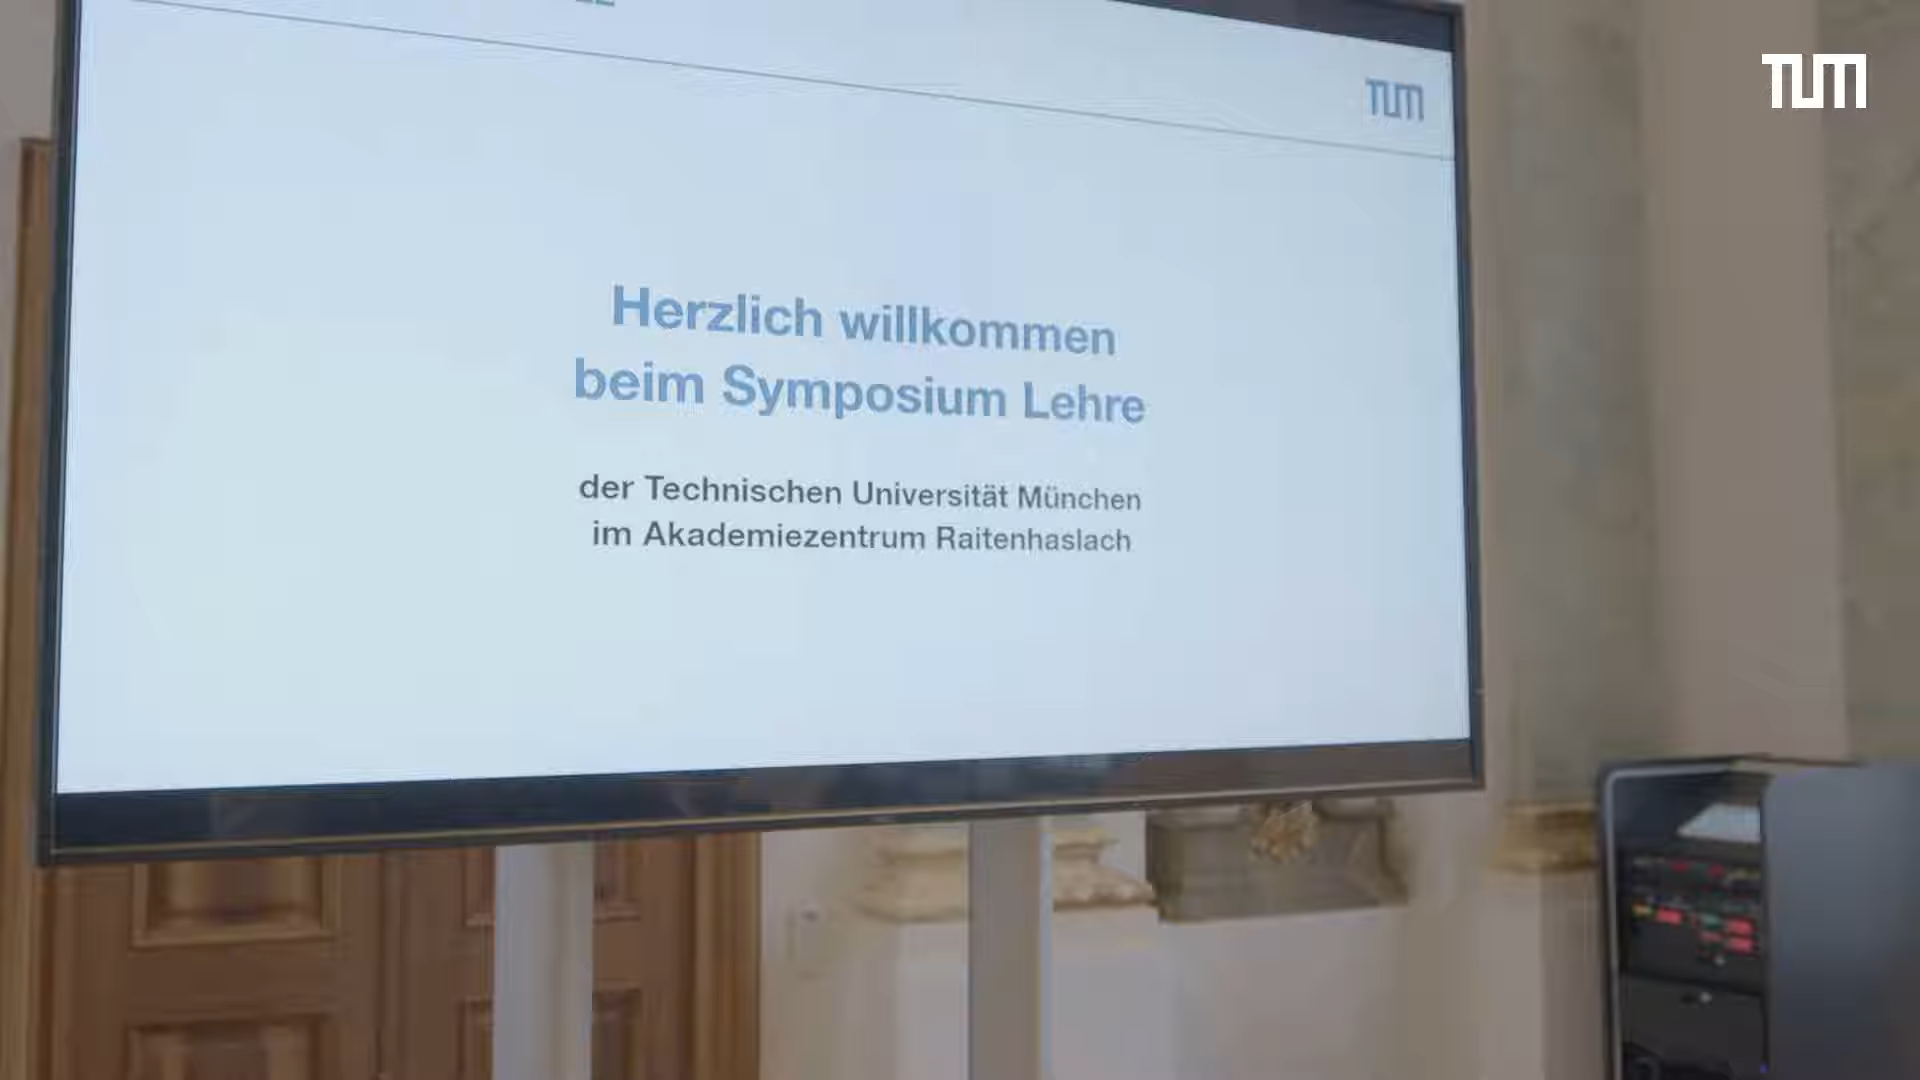 TUM
TUM
Herzlich willkommen
beim Symposium Lehre
der Technischen Universität München
im Akademiezentrum Raitenhaslach